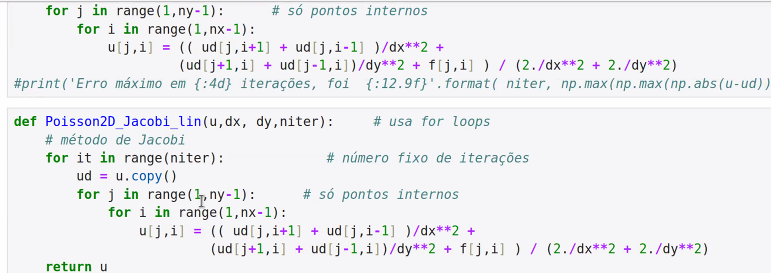 for j in range(1,ny-1):      # só pontos internos
for i in range(1,nx-1):
u[j,i] = (( ud[j,i+1] + ud[j,i-1] )/dx**2 +
(ud[j+1,i] + ud[j-1,i])/dy**2 + f[j,i] ) / (2./dx**2 + 2./dy**2)
#print('Erro máximo em {:4d} iterações, foi  {:12.9f}'.format( niter, np.max(np.max(np.abs(u-ud))
def Poisson2D_Jacobi_lin(u,dx, dy,niter):     # usa for loops
# método de Jacobi
for it in range(niter):             # número fixo de iterações
ud = u.copy()
for j in range(1,ny-1):      # só pontos internos
for i in range(1,nx-1):
u[j,i] = (( ud[j,i+1] + ud[j,i-1] )/dx**2 +
(ud[j+1,i] + ud[j-1,i])/dy**2 + f[j,i] ) / (2./dx**2 + 2./dy**2)
return u